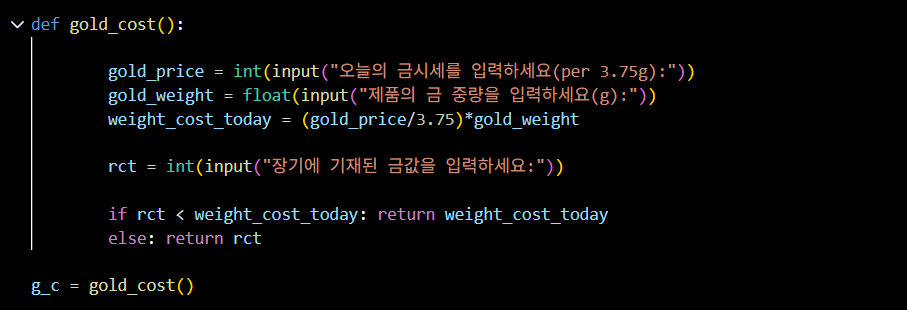 def gold_cost():
gold_price = int(input("오늘의 금시세를 입력하세요(per 3.75g):"))
gold_weight = float(input("제품의 금 중량을 입력하세요(g):"))
weight_cost_today = (gold_price/3.75)*gold_weight
rct = int(input("장기에 기재된 금값을 입력하세요:"))
if rct < weight_cost_today: return weight_cost_today
else: return rct
g_c = gold_cost()